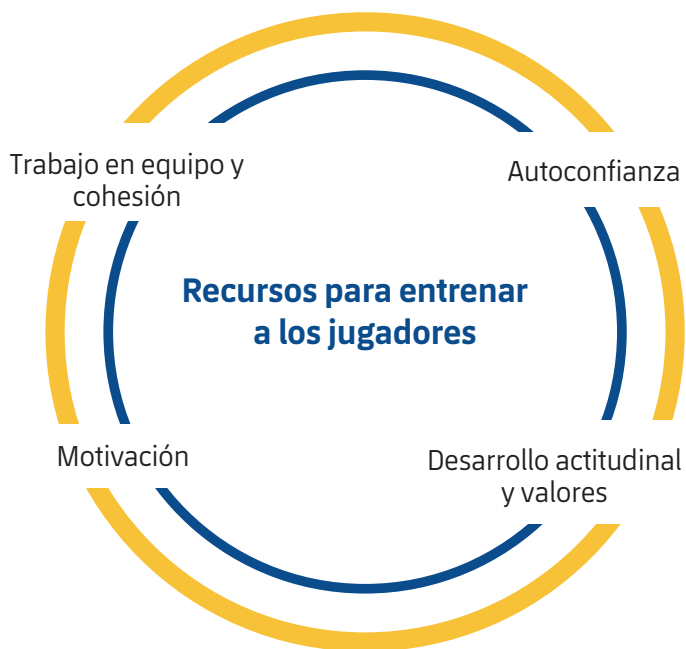 Trabajo en equipo y
cohesión
Autoconfianza
Recursos para entrenar
a los jugadores
Motivación
Desarrollo actitudinal
y valores